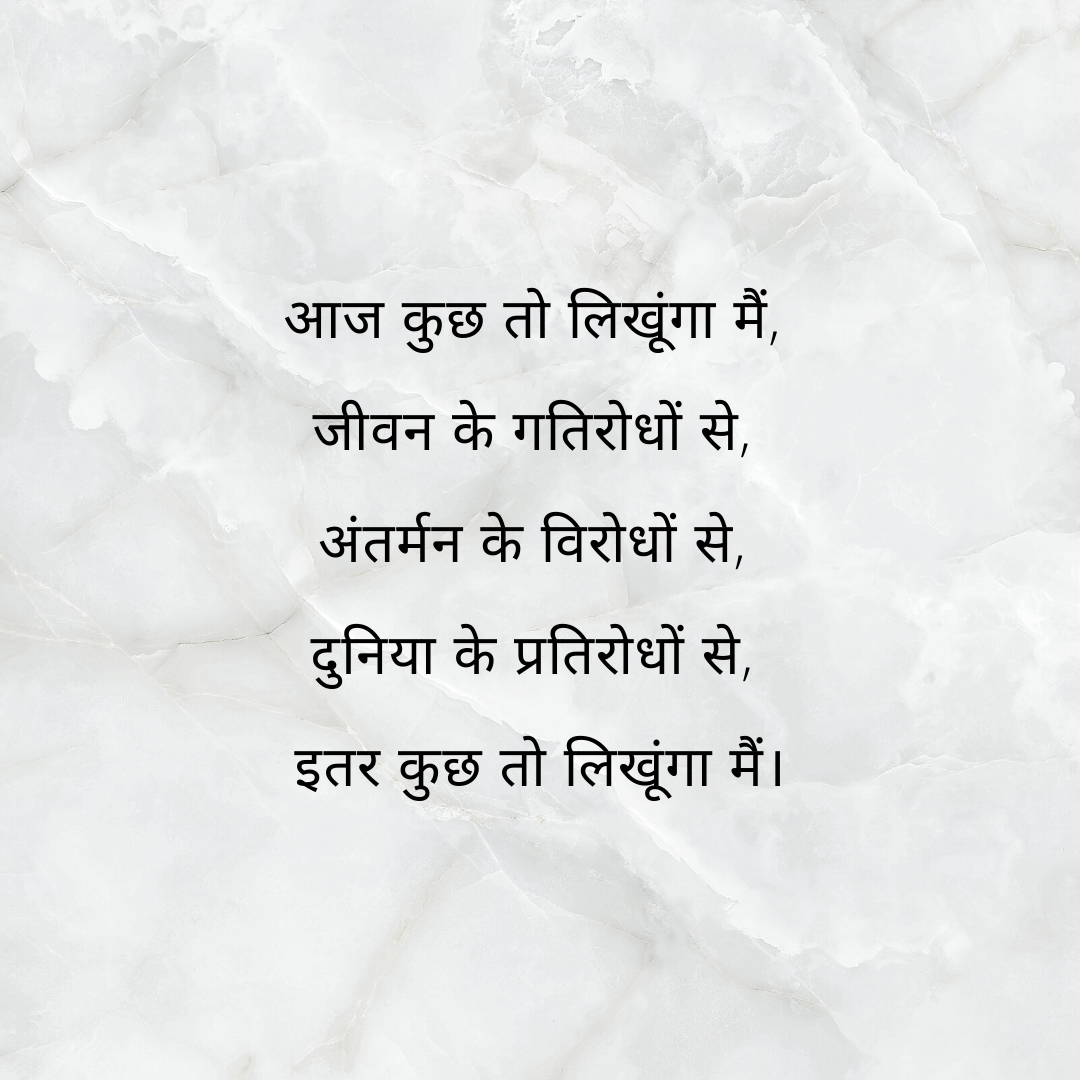 आज कुछ तो लिखूंगा मैं,
जीवन के गतिरोधों से,
अंतर्मन के विरोधों से,
दुनिया के प्रतिरोधों से,
इतर कुछ तो लिखूंगा मैं।